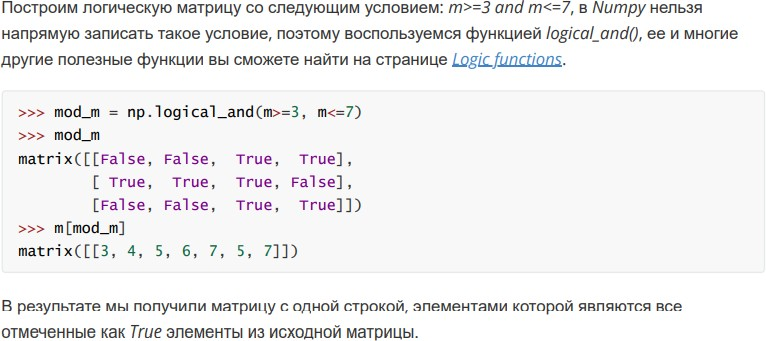 Построим логическую матрицу со следующим условием: m>=3 and m<=7, в Numpy нельзя
напрямую записать такое условие, поэтому воспользуемся функцией logical_and(), ее и многие
другие полезные функции вы сможете найти на странице Logic functions.
>>> mod_m = np.logical_and(m>=3, m<=7)
>>> mod_m
matrix([[False, False,  True,  True],
        [ True,  True,  True, False],
        [False, False,  True,  True]])
>>> m[mod_m]
matrix([[3, 4, 5, 6, 7, 5, 7]])
В результате мы получили матрицу с одной строкой, элементами которой являются все
отмеченные как True элементы из исходной матрицы.